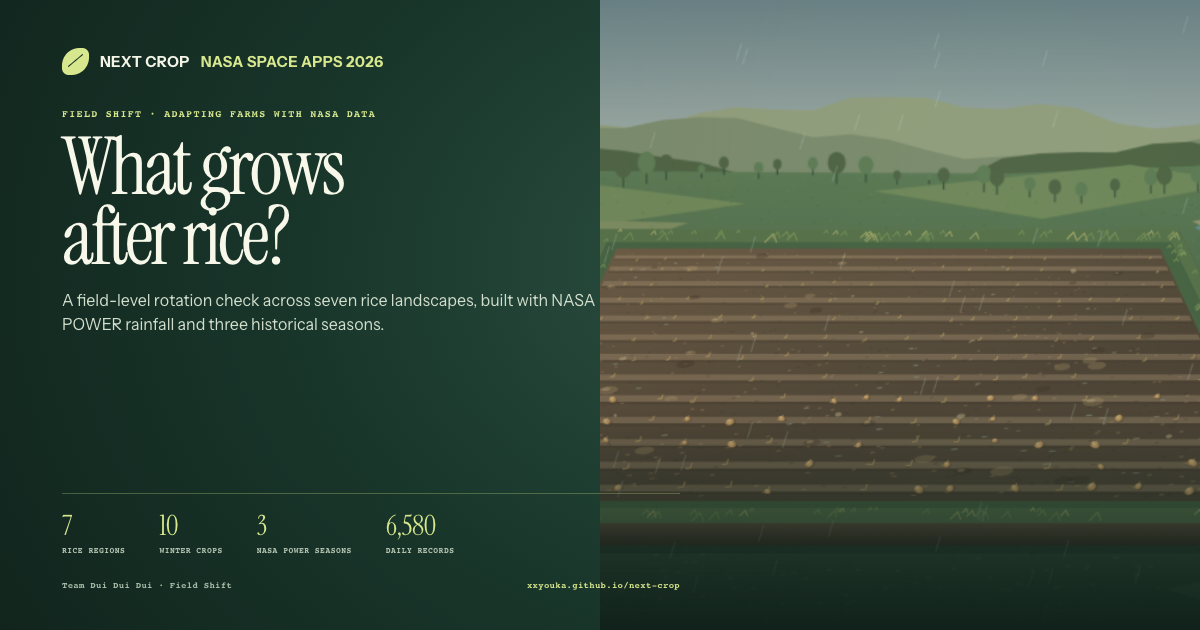 NEXT CROP NASA SPACE APPS 2026
FIELD SHIFT · ADAPTING FARMS WITH NASA DATA
What grows
after rice?
A field-level rotation check across seven rice landscapes, built with NASA
POWER rainfall and three historical seasons.
7 10 3 6,580
RICE REGIONS WINTER CROPS NASA POWER SEASONS DAILY RECORDS
Team Dui Dui Dui · Field Shift xxyouka.github.io/next-crop